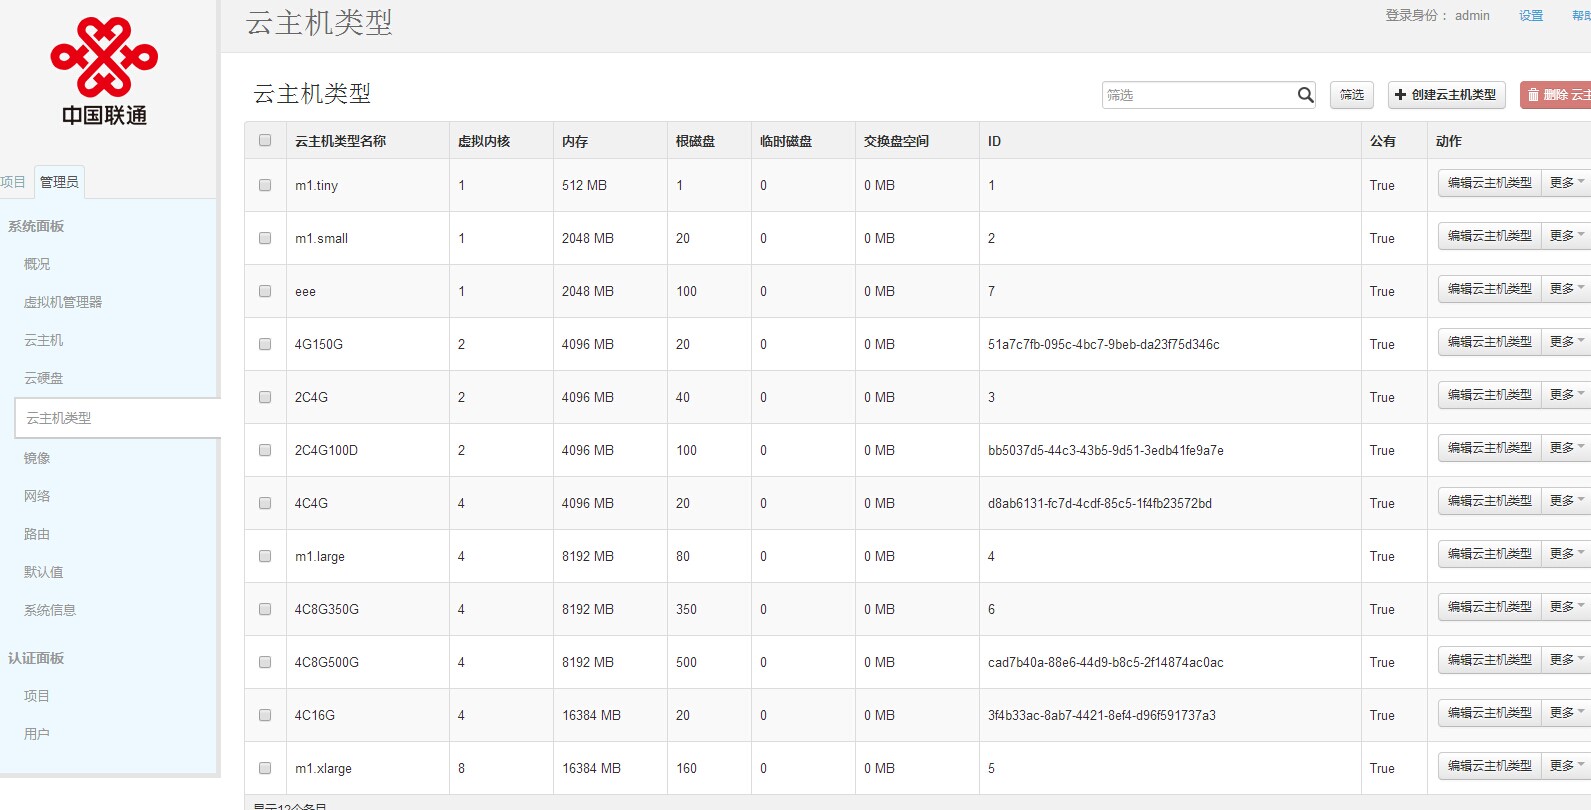 云主机类型
登录身份： admin 设置 帮助
中国联通
项目 管理员
系统面板
概况
虚拟机管理器
云主机
云硬盘
云主机类型
镜像
网络
路由
默认值
系统信息
认证面板
项目
用户
云主机类型
筛选 筛选 创建云主机类型 删除 云主
云主机类型名称 虚拟内核 内存 根磁盘 临时磁盘 交换盘空间 ID 公有 动作
m1.tiny 1 512 MB 1 0 0 MB 1 True 编辑云主机类型 更多
m1.small 1 2048 MB 20 0 0 MB 2 True 编辑云主机类型 更多
eee 1 2048 MB 100 0 0 MB 7 True 编辑云主机类型 更多
4G150G 2 4096 MB 20 0 0 MB 51a7c7fb-095c-4bc7-9beb-da23f75d346c True 编辑云主机类型 更多
2C4G 2 4096 MB 40 0 0 MB 3 True 编辑云主机类型 更多
2C4G100D 2 4096 MB 100 0 0 MB bb5037d5-44c3-43b5-9d51-3edb41fe9a7e True 编辑云主机类型 更多
4C4G 4 4096 MB 20 0 0 MB d8ab6131-fc7d-4cdf-85c5-1f4fb23572bd True 编辑云主机类型 更多
m1.large 4 8192 MB 80 0 0 MB 4 True 编辑云主机类型 更多
4C8G350G 4 8192 MB 350 0 0 MB 6 True 编辑云主机类型 更多
4C8G500G 4 8192 MB 500 0 0 MB cad7b40a-88e6-44d9-b8c5-2f14874ac0ac True 编辑云主机类型 更多
4C16G 4 16384 MB 20 0 0 MB 3f4b33ac-8ab7-4421-8ef4-d96f591737a3 True 编辑云主机类型 更多
m1.xlarge 8 16384 MB 160 0 0 MB 5 True 编辑云主机类型 更多
显示12个条目